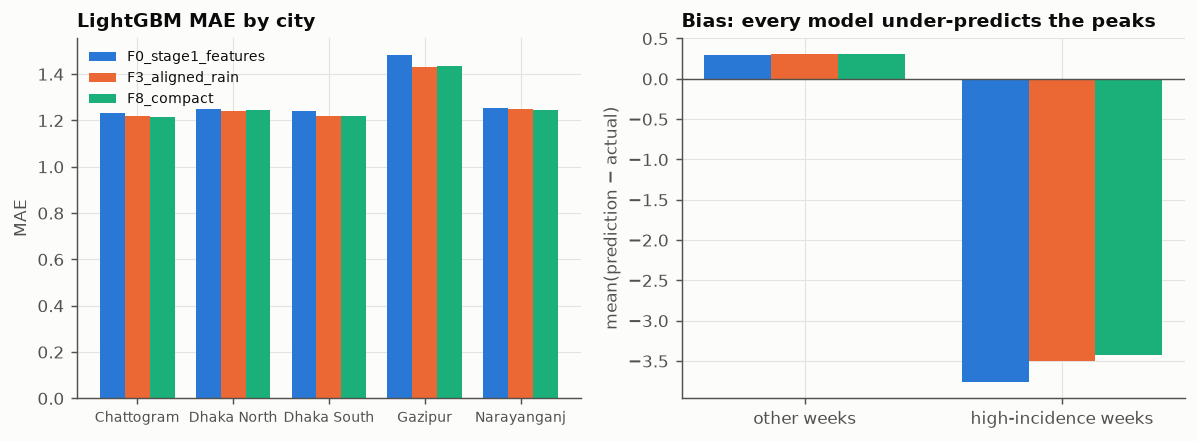 LightGBM MAE by city
F0_stage1_features
F3_aligned_rain
F8_compact
MAE
1.4
1.2
1.0
0.8
0.6
0.4
0.2
0.0
Chattogram Dhaka North Dhaka South Gazipur Narayanganj
Bias: every model under-predicts the peaks
mean(prediction − actual)
0.5
0.0
−0.5
−1.0
−1.5
−2.0
−2.5
−3.0
−3.5
other weeks high-incidence weeks